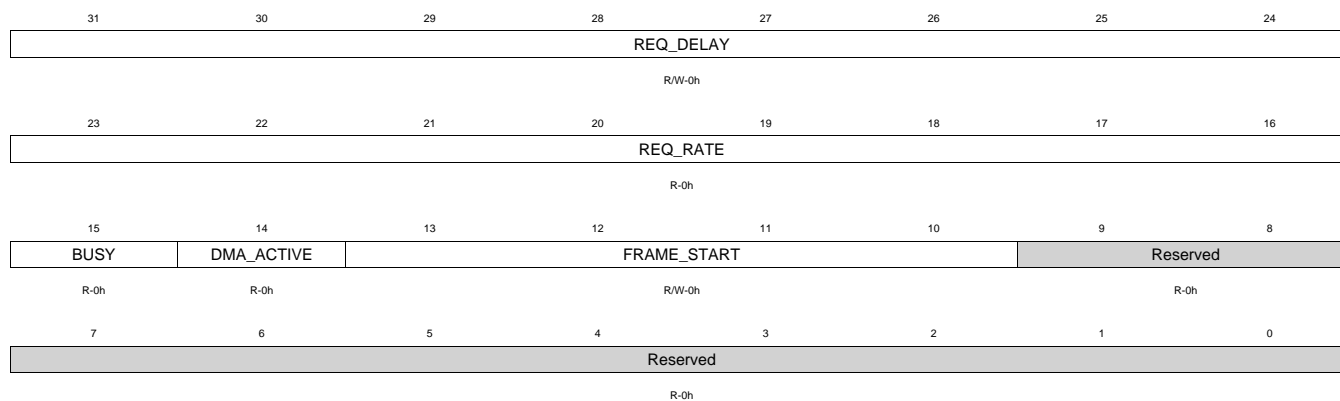 31 30 29 28 27 26 25 24
REQ_DELAY
R/W-0h
23 22 21 20 19 18 17 16
REQ_RATE
R-0h
15 14 13 12 11 10 9 8
BUSY DMA_ACTIVE FRAME_START Reserved
R-0h R-0h R/W-0h R-0h
7 6 5 4 3 2 1 0
Reserved
R-0h